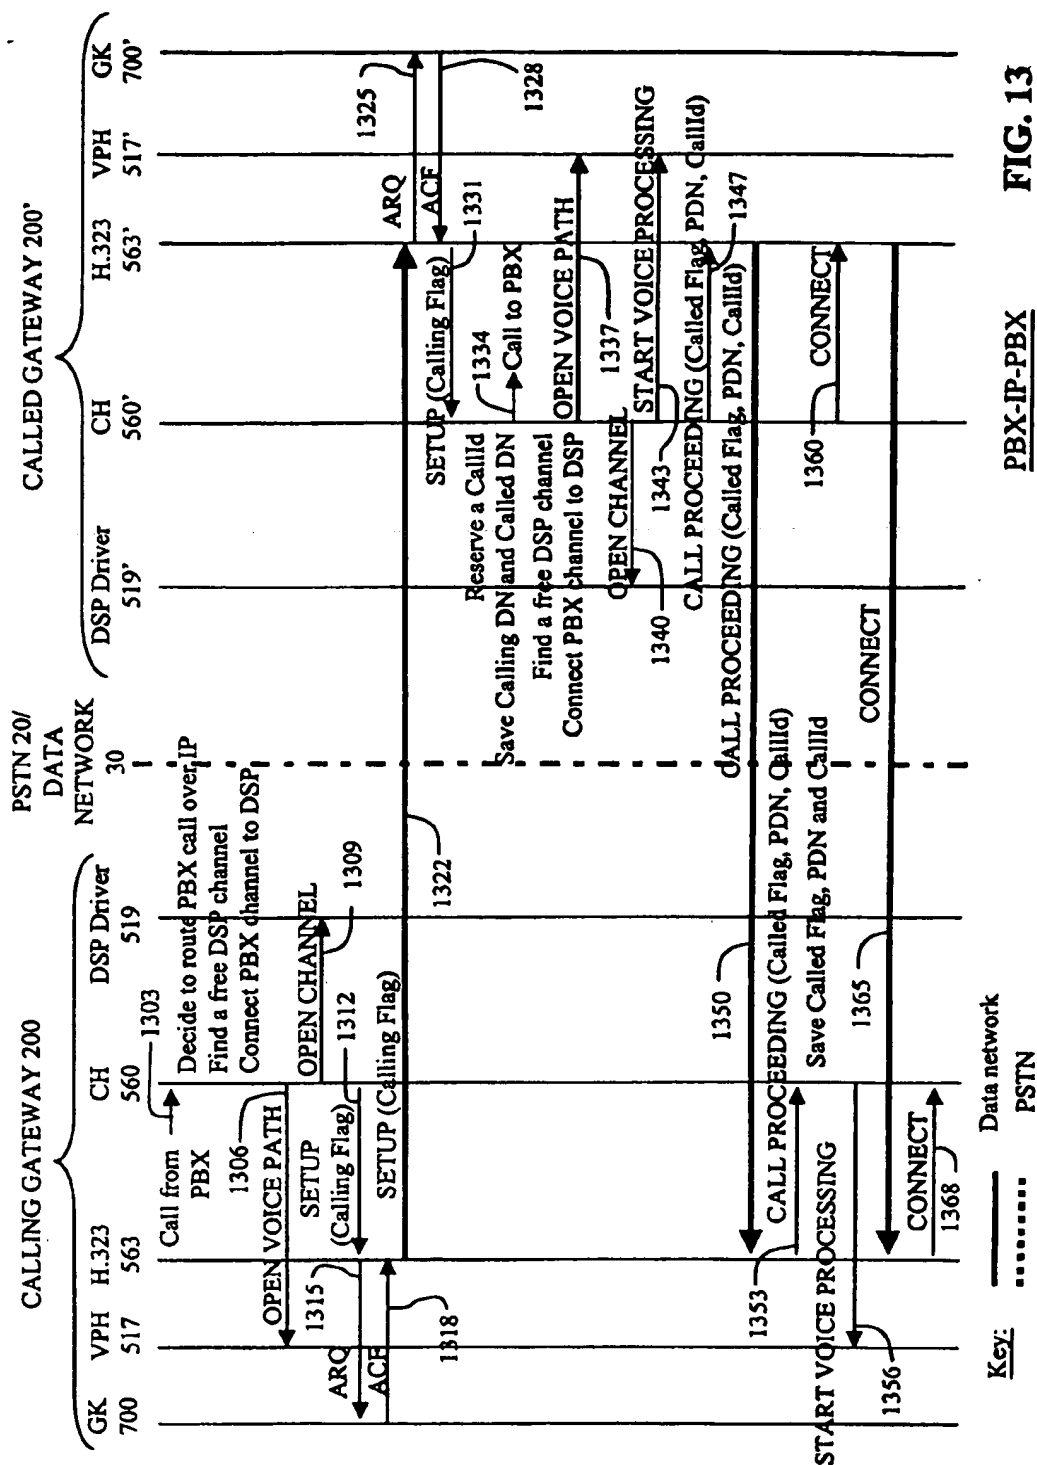 CALLING GATEWAY 200
PSTN 20/
DATA
NETWORK
30
CALLED GATEWAY 200'
GK
700
VPH
517
H.323
563
CH
560
DSP Driver
519
DSP Driver
519'
CH
560'
H.323
563'
VPH
517'
GK
700'
Call from
PBX
1303
Decide to route PBX call over IP
Find a free DSP channel
Connect PBX channel to DSP
1306
OPEN VOICE PATH
OPEN CHANNEL
1309
SETUP
(Calling Flag)
1312
1315
ARQ
ACF
1318
SETUP (Calling Flag)
1322
ARQ
1325
ACF
1328
SETUP (Calling Flag)
1331
Reserve a CallId
Save Calling DN and Called DN
Find a free DSP channel
Connect PBX channel to DSP
1334
Call to PBX
OPEN VOICE PATH
1337
OPEN CHANNEL
1340
START VOICE PROCESSING
1343
CALL PROCEEDING (Called Flag, PDN, CallId)
1347
CALL PROCEEDING (Called Flag, PDN, CallId)
1350
CALL PROCEEDING (Called Flag, PDN, CallId)
1353
Save Called Flag, PDN and CallId
START VOICE PROCESSING
1356
CONNECT
1360
CONNECT
1365
CONNECT
1368
Key:
Data network
PSTN
PBX-IP-PBX
FIG. 13